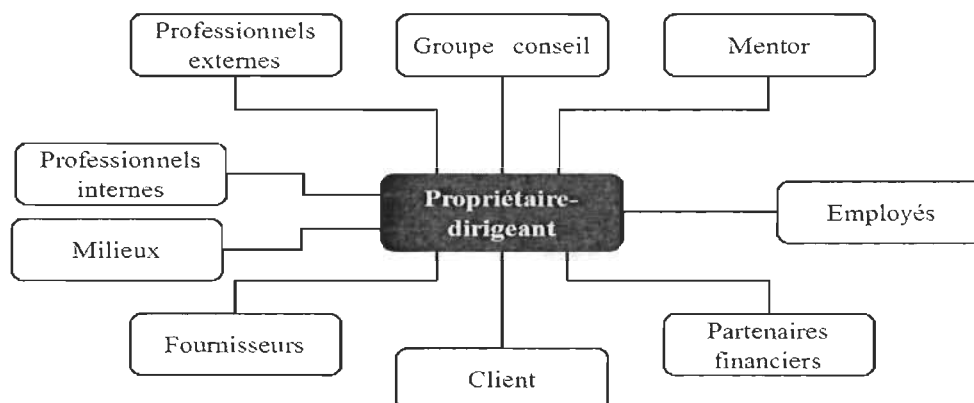 Professionnels
externes
Groupe conseil
Mentor
Professionnels
internes
Propriétaire-
dirigeant
Employés
Milieux
Fournisseurs
Client
Partenaires
financiers